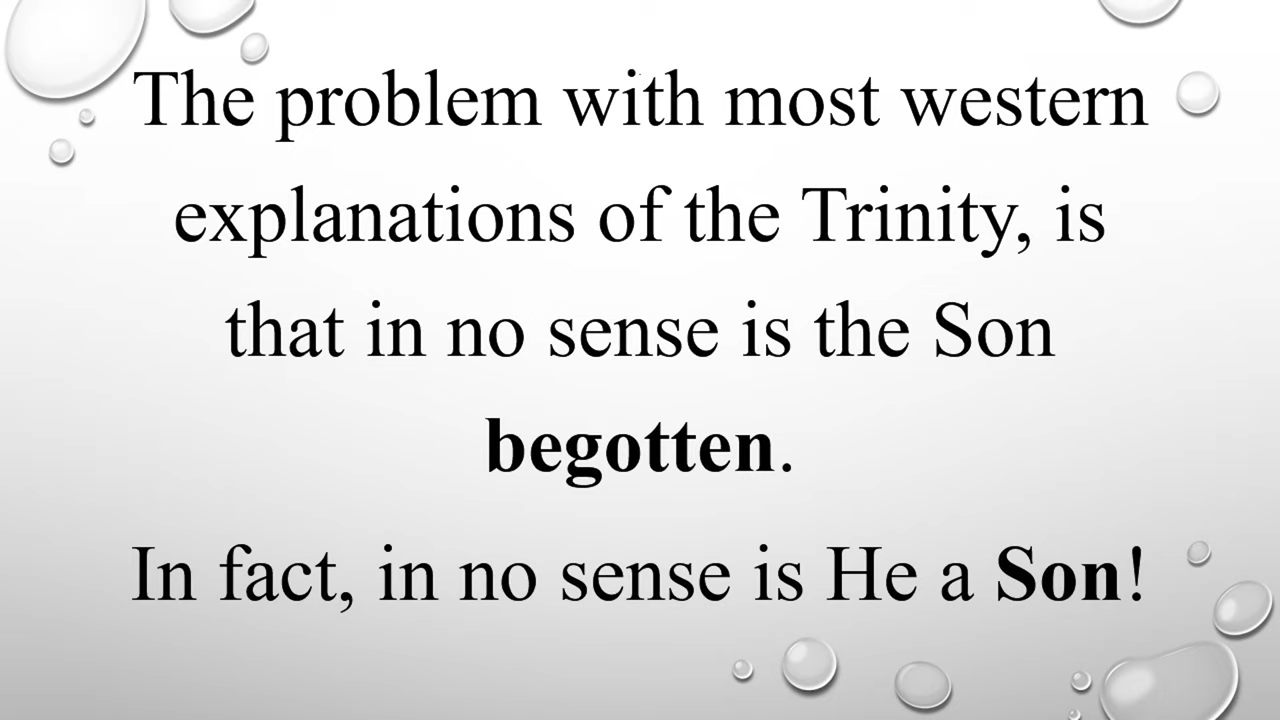 The problem with most western
explanations of the Trinity, is
that in no sense is the Son
begotten.
In fact, in no sense is He a Son!